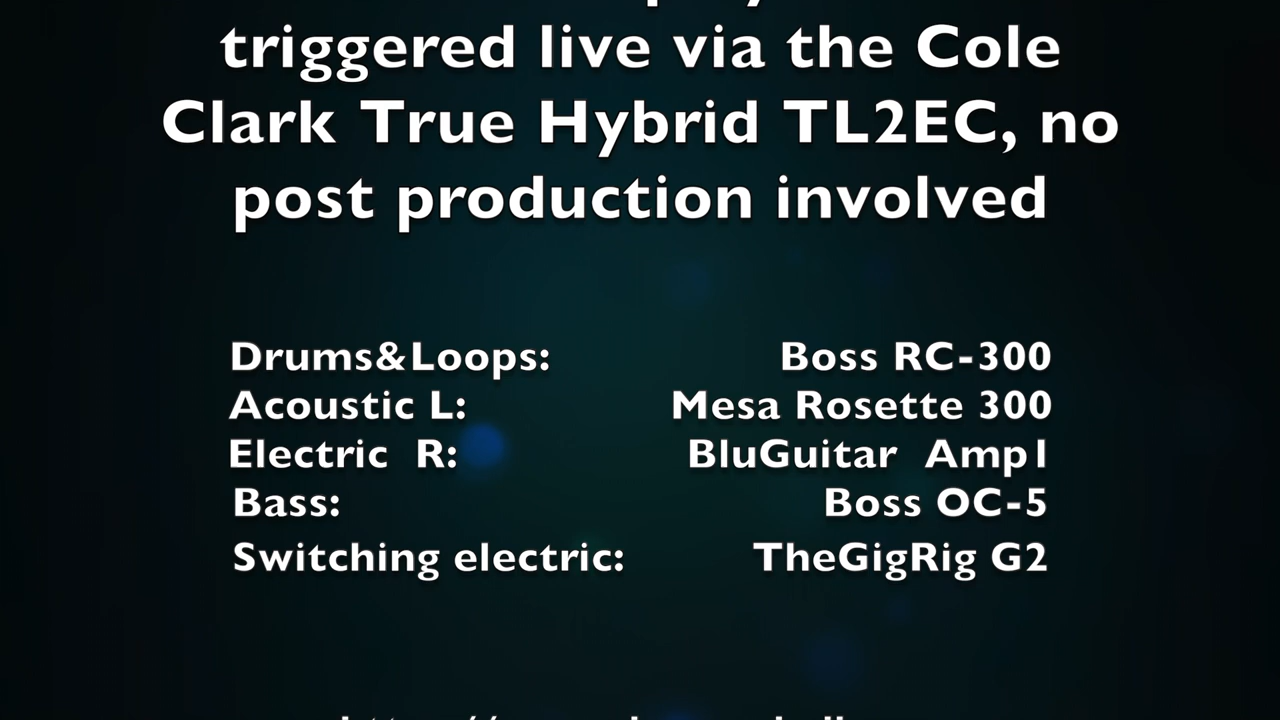 triggered live via the Cole
Clark True Hybrid TL2EC, no
post production involved
Drums&Loops: Boss RC-300
Acoustic L: Mesa Rosette 300
Electric R: BluGuitar Amp1
Bass: Boss OC-5
Switching electric: TheGigRig G2